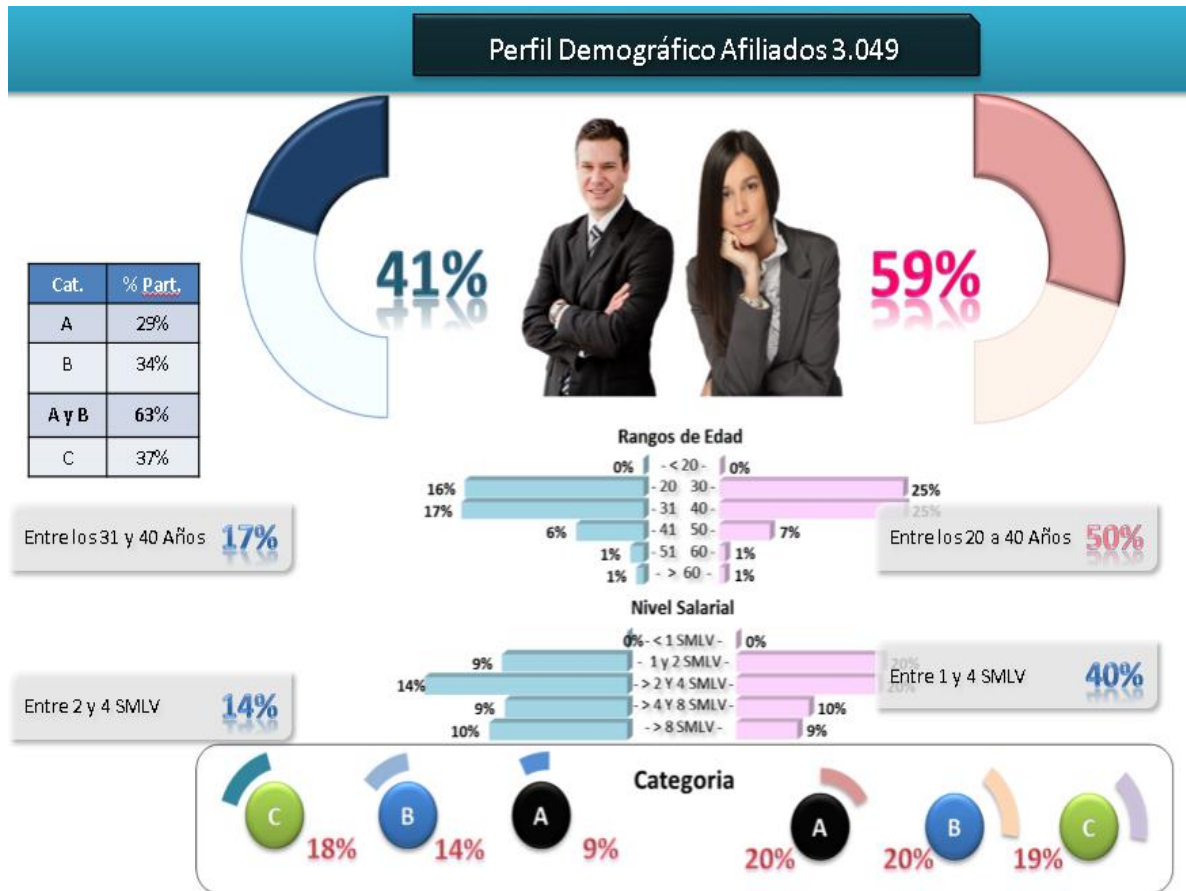 Perfil Demográfico Afiliados 3.049
41%
59%
Cat. % Part.
A 29%
B 34%
A y B 63%
C 37%
Rangos de Edad
0% - < 20 - 0%
16% - 20 30 - 25%
17% - 31 40 - 25%
6% - 41 50 - 7%
1% - 51 60 - 1%
1% - > 60 - 1%
Entre los 31 y 40 Años 17%
Entre los 20 a 40 Años 50%
Nivel Salarial
0% - < 1 SMLV - 0%
9% - 1 y 2 SMLV - 20%
14% - > 2 Y 4 SMLV - 20%
9% - > 4 Y 8 SMLV - 10%
10% - > 8 SMLV - 9%
Entre 2 y 4 SMLV 14%
Entre 1 y 4 SMLV 40%
Categoria
C 18% B 14% A 9% A 20% B 20% C 19%